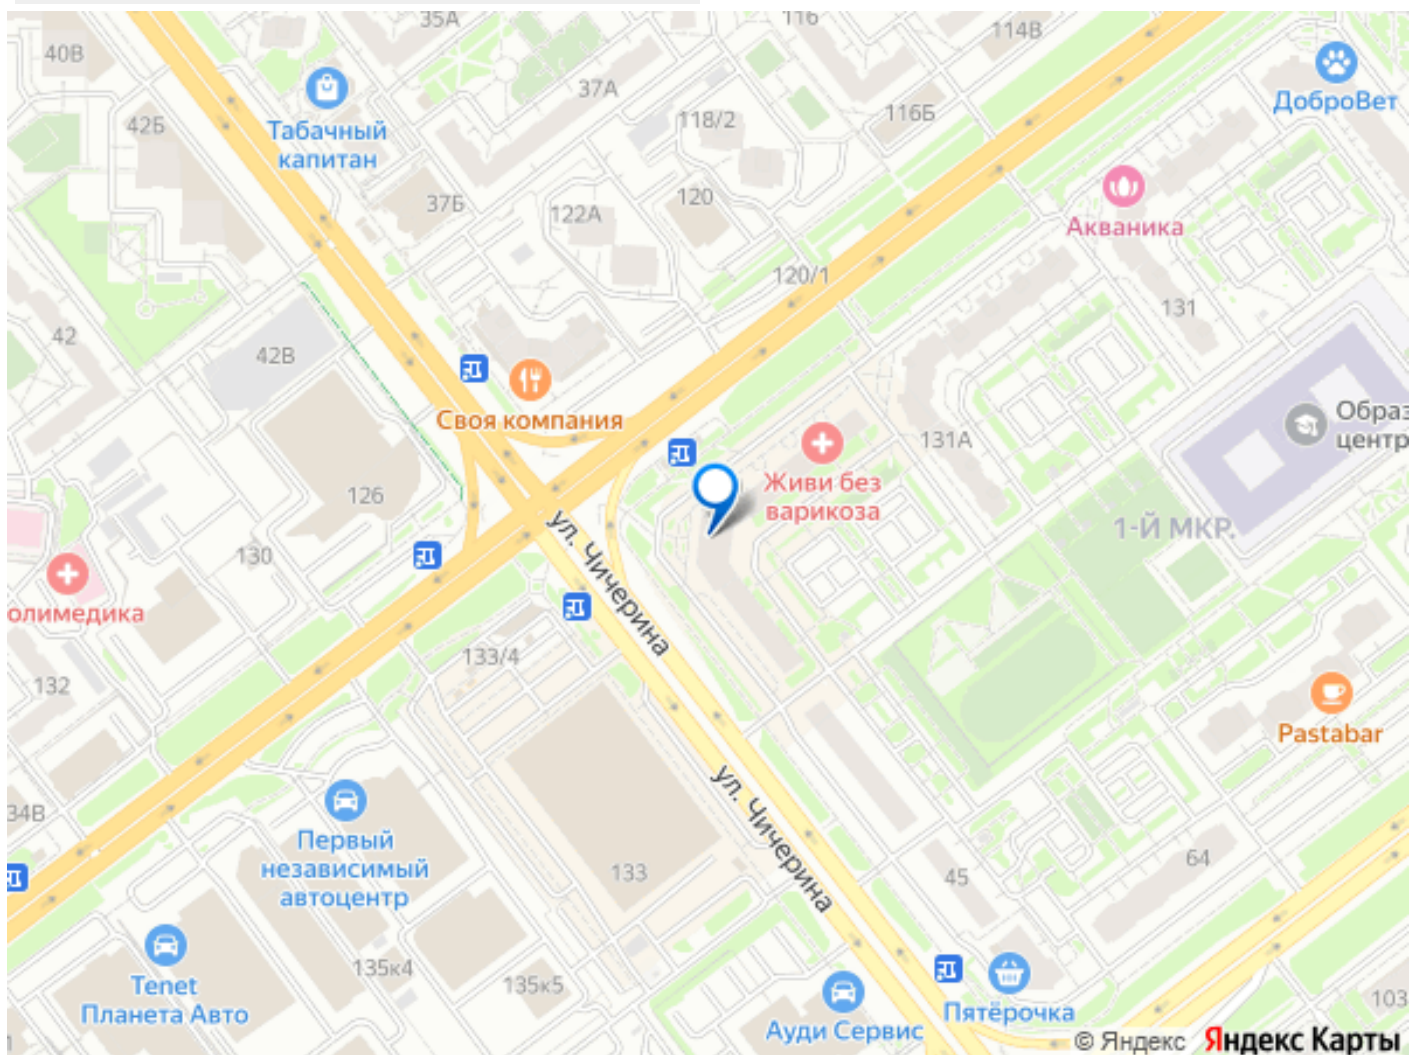 35А
116
114В
40В
37А
ДоброВет
42Б
Табачный
капитан
118/2
116Б
37Б
122А
120
Акваника
120/1
131
42
42В
Своя компания
131А
Образ
центр
Живи без
варикоза
126
1-Й МКР.
130
ул. Чичерина
олимедика
133/4
132
Pastabar
ул. Чичерина
34В
Первый
независимый
автоцентр
133
45
64
135к4
135к5
Tenet
Планета Авто
Ауди Сервис
Пятёрочка
103
© Яндекс Яндекс Карты